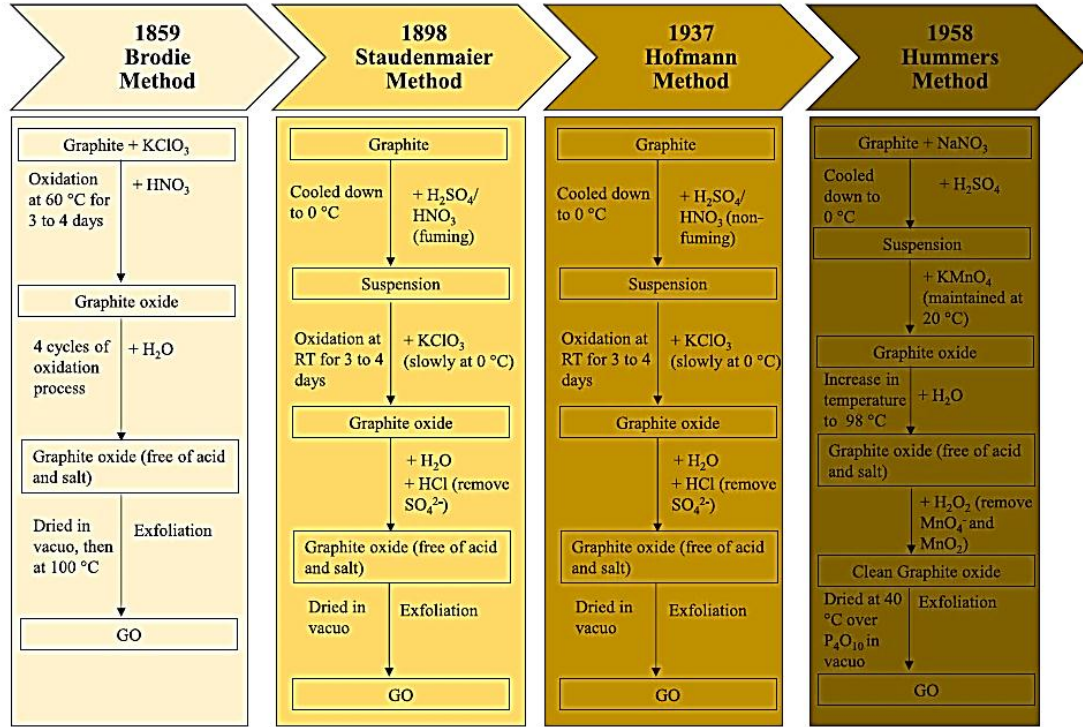 1859
Brodie
Method
1898
Staudenmaier
Method
1937
Hofmann
Method
1958
Hummers
Method
Graphite + KClO₃
Oxidation
at 60 °C for
3 to 4 days
+ HNO₃
Graphite oxide
4 cycles of
oxidation
process
+ H₂O
Graphite oxide (free of acid
and salt)
Dried in
vacuo, then
at 100 °C
Exfoliation
GO
Graphite
Cooled down
to 0 °C
+ H₂SO₄/
HNO₃
(fuming)
Suspension
Oxidation at
RT for 3 to 4
days
+ KClO₃
(slowly at 0 °C)
Graphite oxide
+ H₂O
+ HCl (remove
SO₄²⁻)
Graphite oxide (free of acid
and salt)
Dried in
vacuo
Exfoliation
GO
Graphite
Cooled down
to 0 °C
+ H₂SO₄/
HNO₃ (non-
fuming)
Suspension
Oxidation at
RT for 3 to 4
days
+ KClO₃
(slowly at 0 °C)
Graphite oxide
+ H₂O
+ HCl (remove
SO₄²⁻)
Graphite oxide (free of acid
and salt)
Dried in
vacuo
Exfoliation
GO
Graphite + NaNO₃
Cooled
down to
0 °C
+ H₂SO₄
Suspension
+ KMnO₄
(maintained at
20 °C)
Graphite oxide
Increase in
temperature
to 98 °C
+ H₂O
Graphite oxide (free of acid
and salt)
+ H₂O₂ (remove
MnO₄⁻ and
MnO₂)
Clean Graphite oxide
Dried at 40
°C over
P₄O₁₀ in
vacuo
Exfoliation
GO